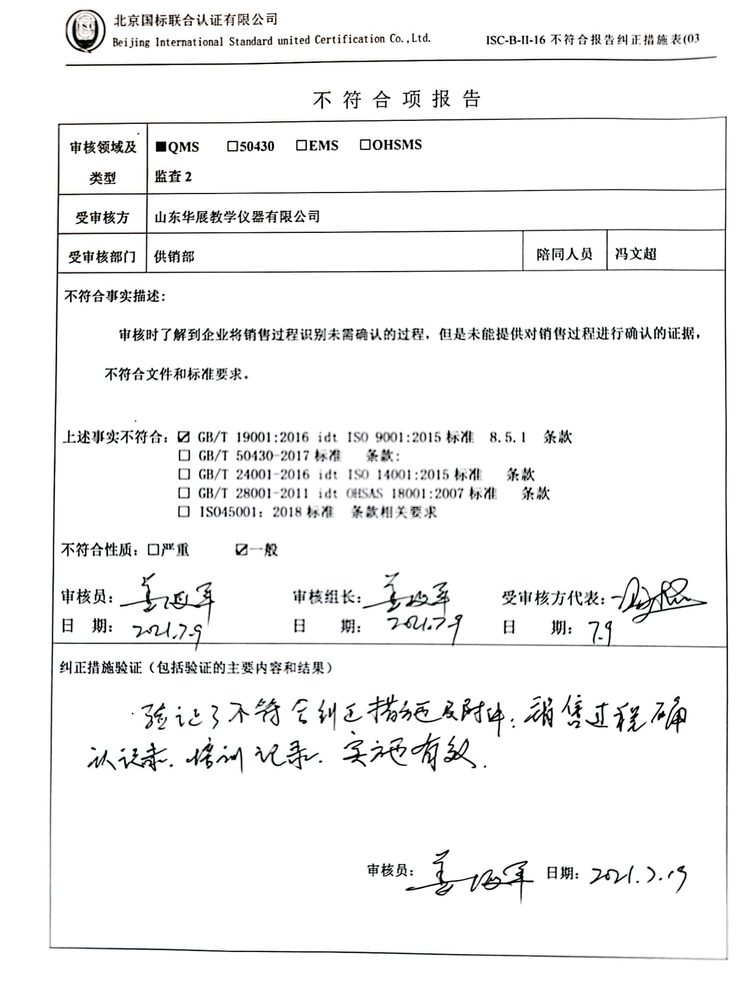 北京国标联合认证有限公司
Beijing International Standard united Certification Co.,Ltd.
ISC-B-II-16 不符合报告纠正措施表(03
ISC
不符合项报告
审核领域及类型
■QMS □50430 □EMS □OHSMS
监查 2
受审核方
山东华展教学仪器有限公司
受审核部门
供销部
陪同人员
冯文超
不符合事实描述:
审核时了解到企业将销售过程识别未需确认的过程，但是未能提供对销售过程进行确认的证据，
不符合文件和标准要求。
上述事实不符合: ☑ GB/T 19001:2016 idt ISO 9001:2015 标准 8.5.1 条款
□ GB/T 50430-2017 标准 条款:
□ GB/T 24001-2016 idt ISO 14001:2015 标准 条款
□ GB/T 28001-2011 idt OHSAS 18001:2007 标准 条款
□ ISO45001: 2018 标准 条款相关要求
不符合性质: □严重 ☑一般
审核员: 审核组长: 受审核方代表:
日 期: 2021.7.9 日 期: 2021.7.9 日 期: 7.9
纠正措施验证（包括验证的主要内容和结果）
验证了不符合纠正措施及附件: 销售过程确
认记录. 培训记录. 实施有效.
审核员: 日期: 2021.7.19